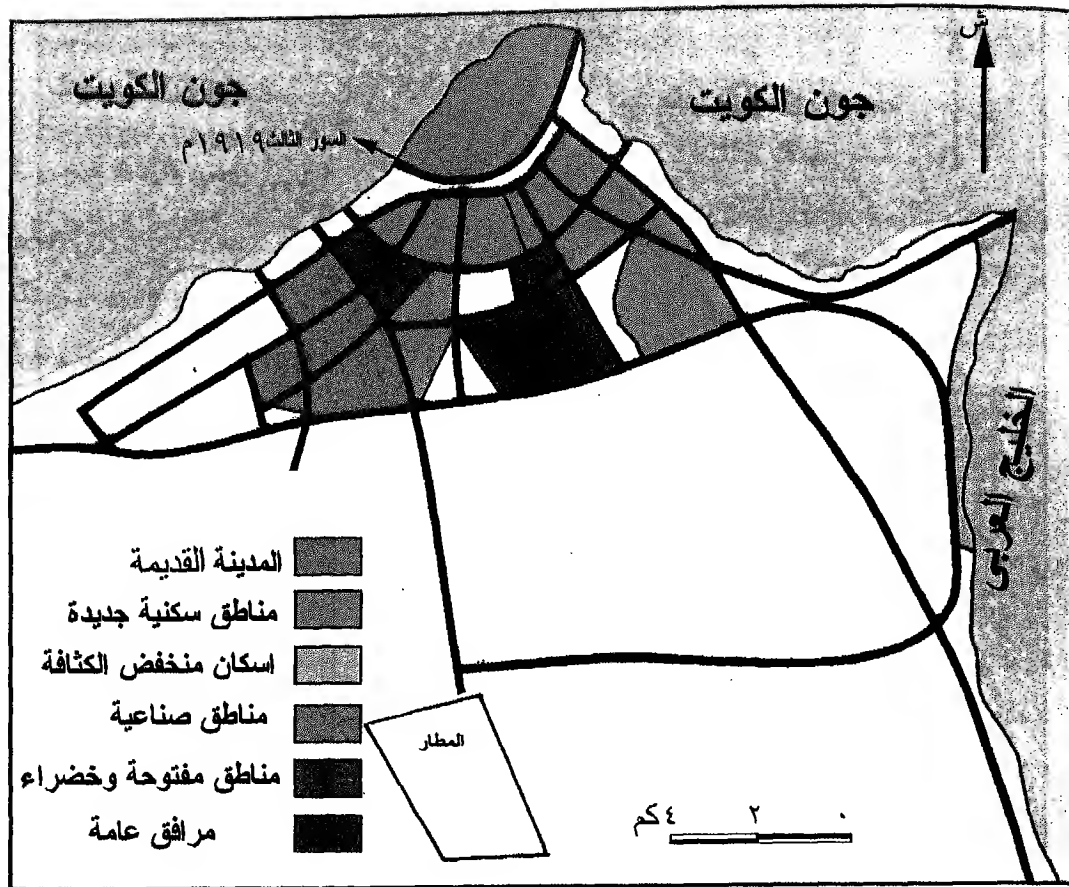 ش
جون الكويت
جون الكويت
السور الثالث ١٩١٩م
الخليج العربى
المدينة القديمة
مناطق سكنية جديدة
اسكان منخفض الكثافة
مناطق صناعية
مناطق مفتوحة وخضراء
مرافق عامة
المطار
٠ ٢ ٤ كم